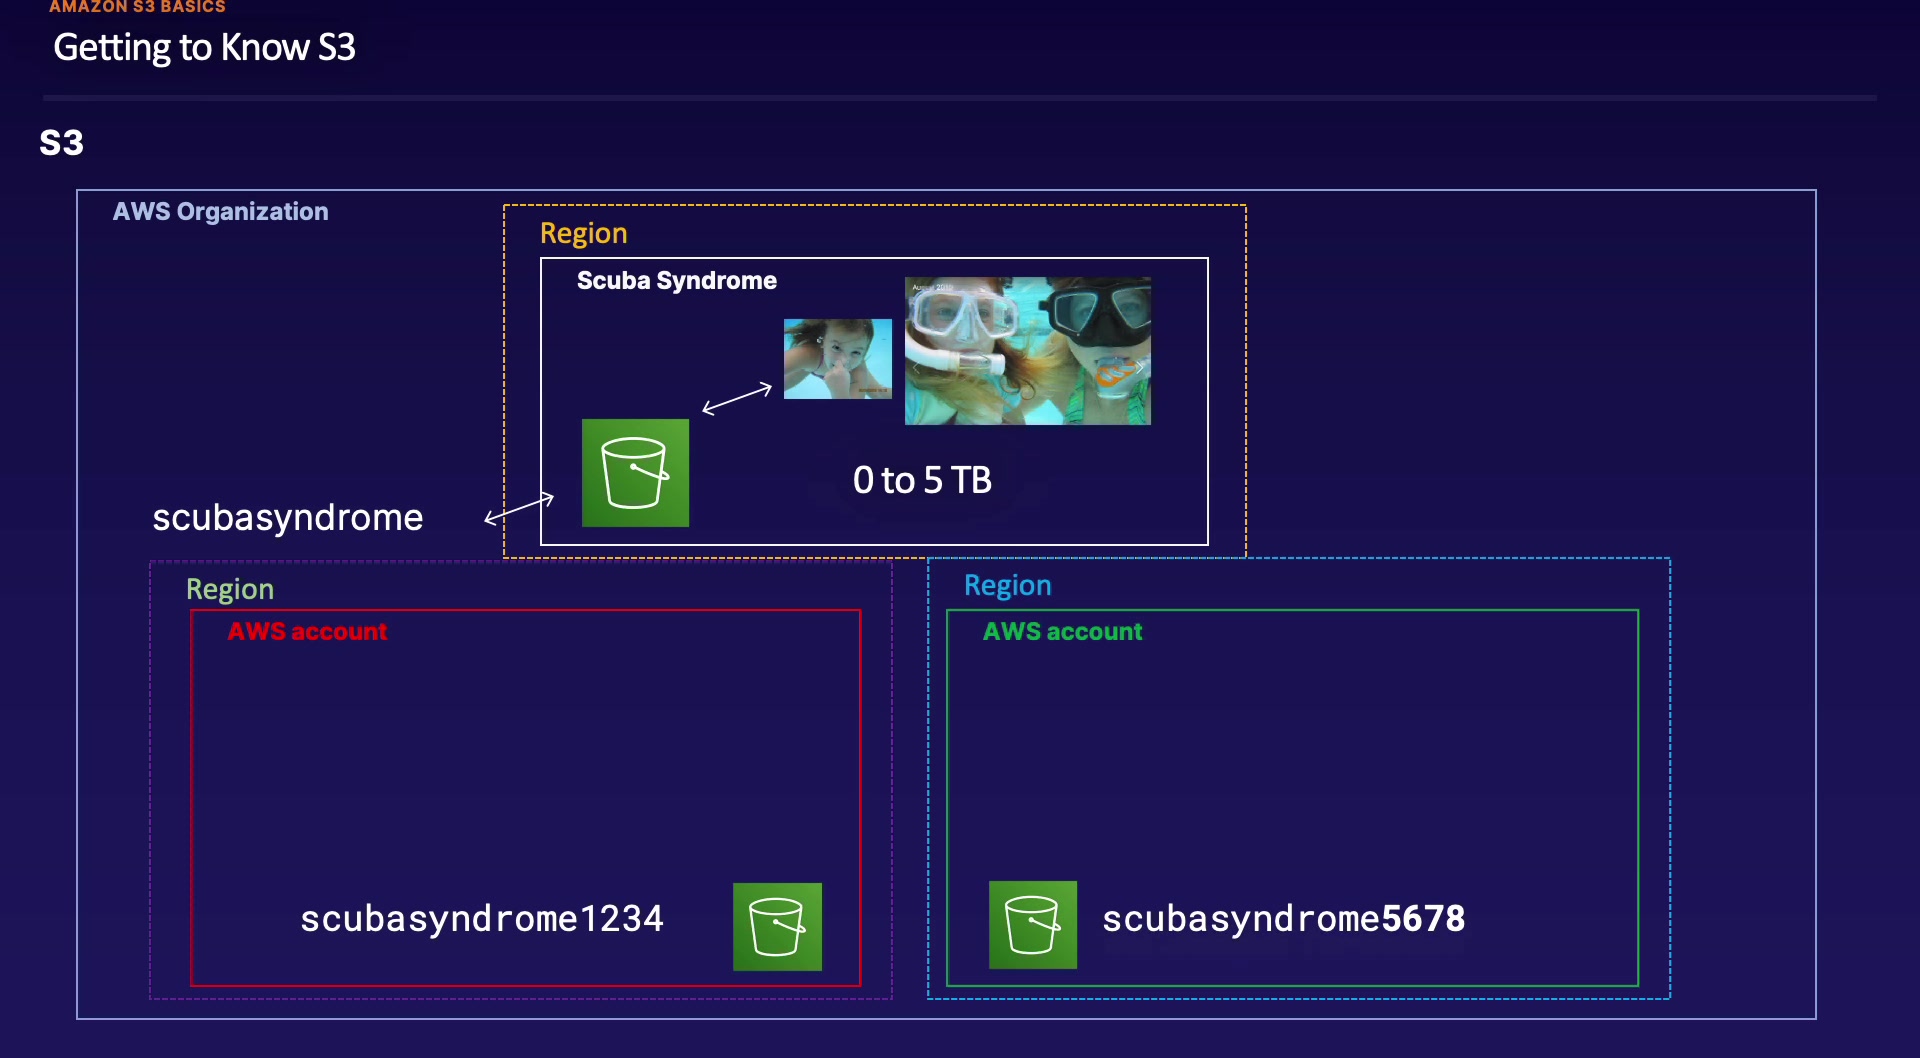 AMAZON S3 BASICS
Getting to Know S3
S3
AWS Organization
Region
Scuba Syndrome
0 to 5 TB
scubasyndrome
Region
AWS account
scubasyndrome1234
Region
AWS account
scubasyndrome5678